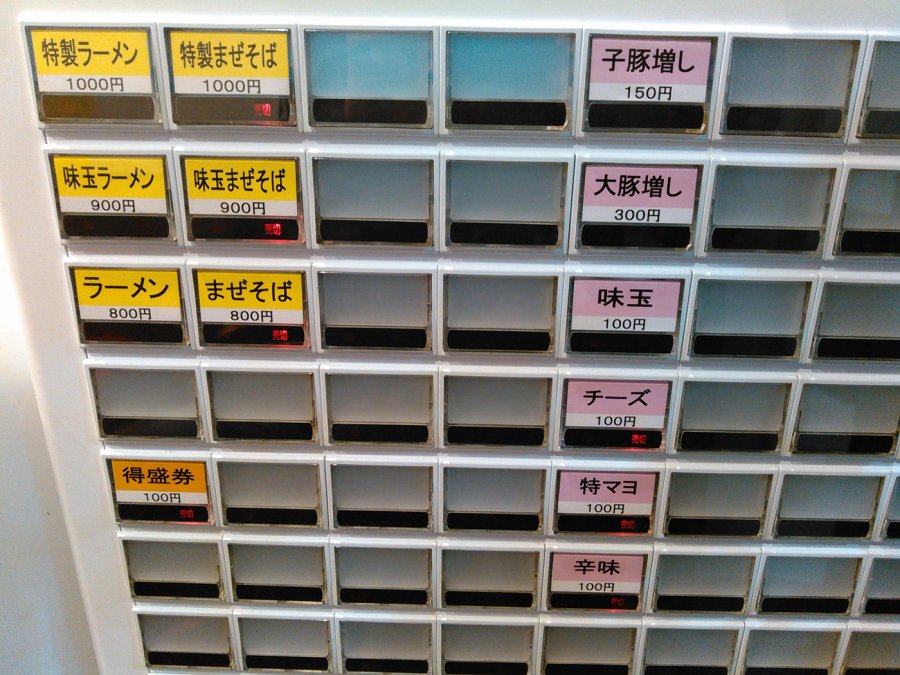 特製ラーメン
1000円
特製まぜそば
1000円
売切
子豚増し
150円
味玉ラーメン
900円
味玉まぜそば
900円
売切
大豚増し
300円
ラーメン
800円
まぜそば
800円
売切
味玉
100円
チーズ
100円
売切
得盛券
100円
売切
特マヨ
100円
売切
辛味
100円
売切